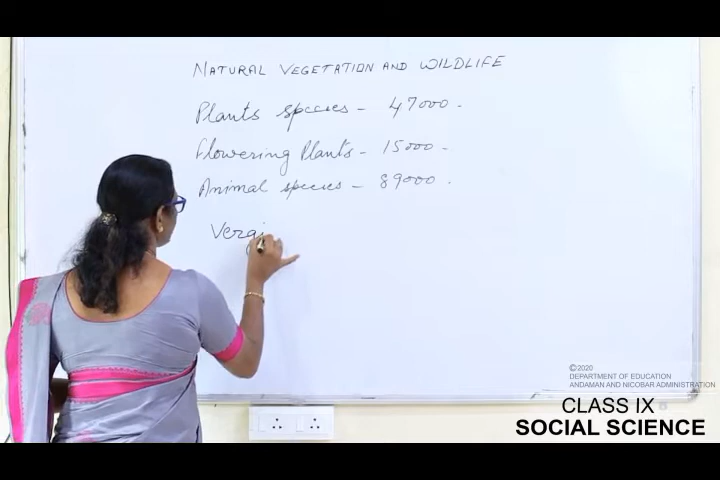 NATURAL VEGETATION AND WILDLIFE
Plants species - 47000.
Flowering Plants - 15000 -
Animal species - 89000.
Vergi
©2020
DEPARTMENT OF EDUCATION
ANDAMAN AND NICOBAR ADMINISTRATION
CLASS IX
SOCIAL SCIENCE